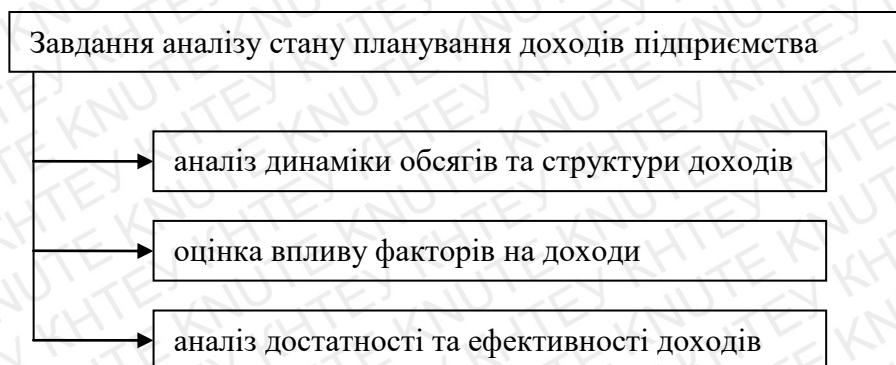 Завдання аналізу стану планування доходів підприємства
аналіз динаміки обсягів та структури доходів
оцінка впливу факторів на доходи
аналіз достатності та ефективності доходів